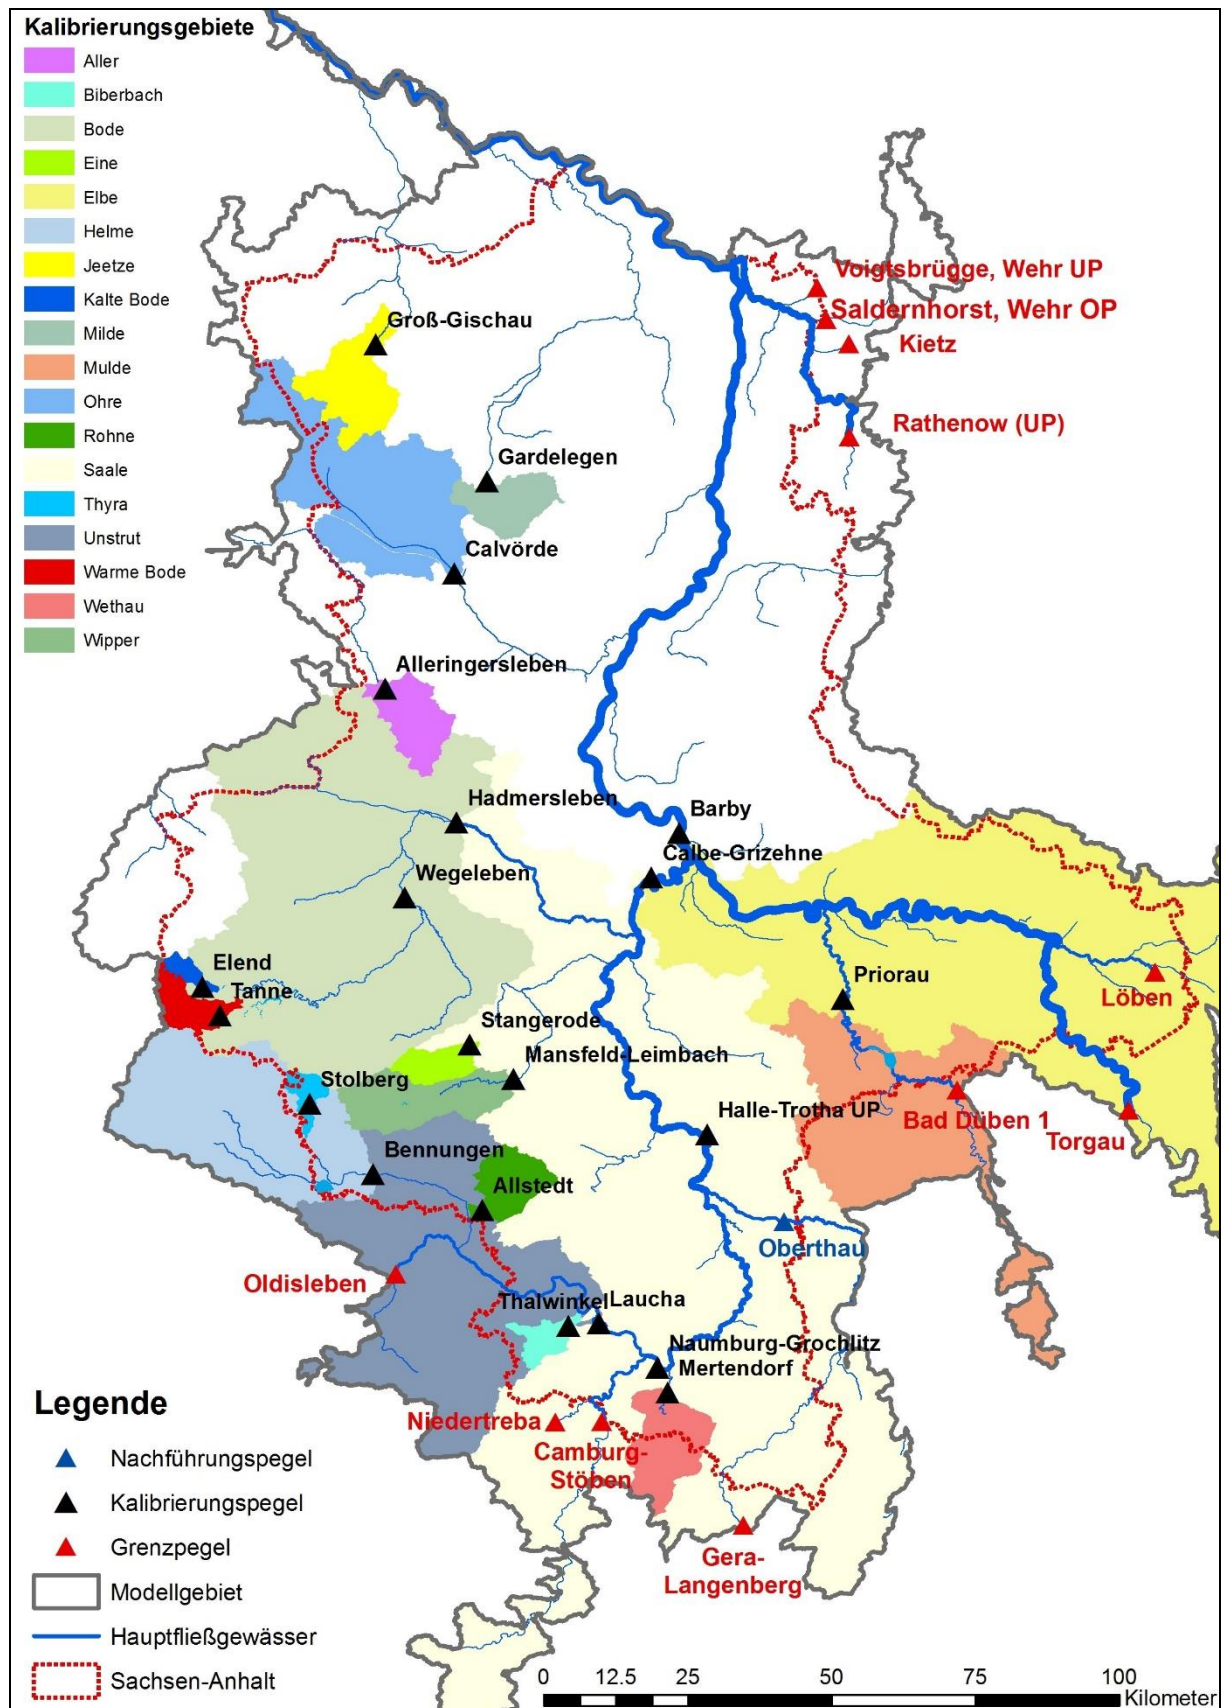 Kalibrierungsgebiete
Aller
Biberbach
Bode
Eine
Elbe
Helme
Jeetze
Kalte Bode
Milde
Mulde
Ohre
Rohne
Saale
Thyra
Unstrut
Warme Bode
Wethau
Wipper
Voigtsbrügge, Wehr UP
Saldernhorst, Wehr OP
Groß-Gischau
Kietz
Rathenow (UP)
Gardelegen
Calvörde
Alleringersleben
Hadmersleben
Barby
Calbe-Grizehne
Wegeleben
Elend
Tanne
Priorau
Löben
Stangerode
Mansfeld-Leimbach
Stolberg
Halle-Trotha UP
Bad Düben 1
Torgau
Bennungen
Allstedt
Oberthau
Oldisleben
Thalwinkel
Laucha
Naumburg-Grochlitz
Mertendorf
Niedertreba
Camburg-
Stöben
Gera-
Langenberg
Legende
Nachführungspegel
Kalibrierungspegel
Grenzpegel
Modellgebiet
Hauptfließgewässer
Sachsen-Anhalt
0 12.5 25 50 75 100
Kilometer